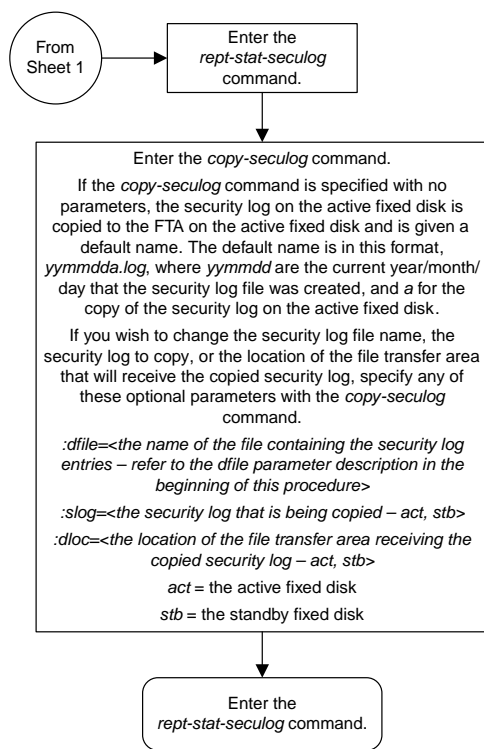 From
Sheet 1
Enter the
rept-stat-seculog
command.
Enter the copy-seculog command.
If the copy-seculog command is specified with no
parameters, the security log on the active fixed disk is
copied to the FTA on the active fixed disk and is given a
default name. The default name is in this format,
yymmdda.log, where yymmdd are the current year/month/
day that the security log file was created, and a for the
copy of the security log on the active fixed disk.
If you wish to change the security log file name, the
security log to copy, or the location of the file transfer area
that will receive the copied security log, specify any of
these optional parameters with the copy-seculog
command.
:dfile=<the name of the file containing the security log
entries – refer to the dfile parameter description in the
beginning of this procedure>
:slog=<the security log that is being copied – act, stb>
:dloc=<the location of the file transfer area receiving the
copied security log – act, stb>
act = the active fixed disk
stb = the standby fixed disk
Enter the
rept-stat-seculog command.